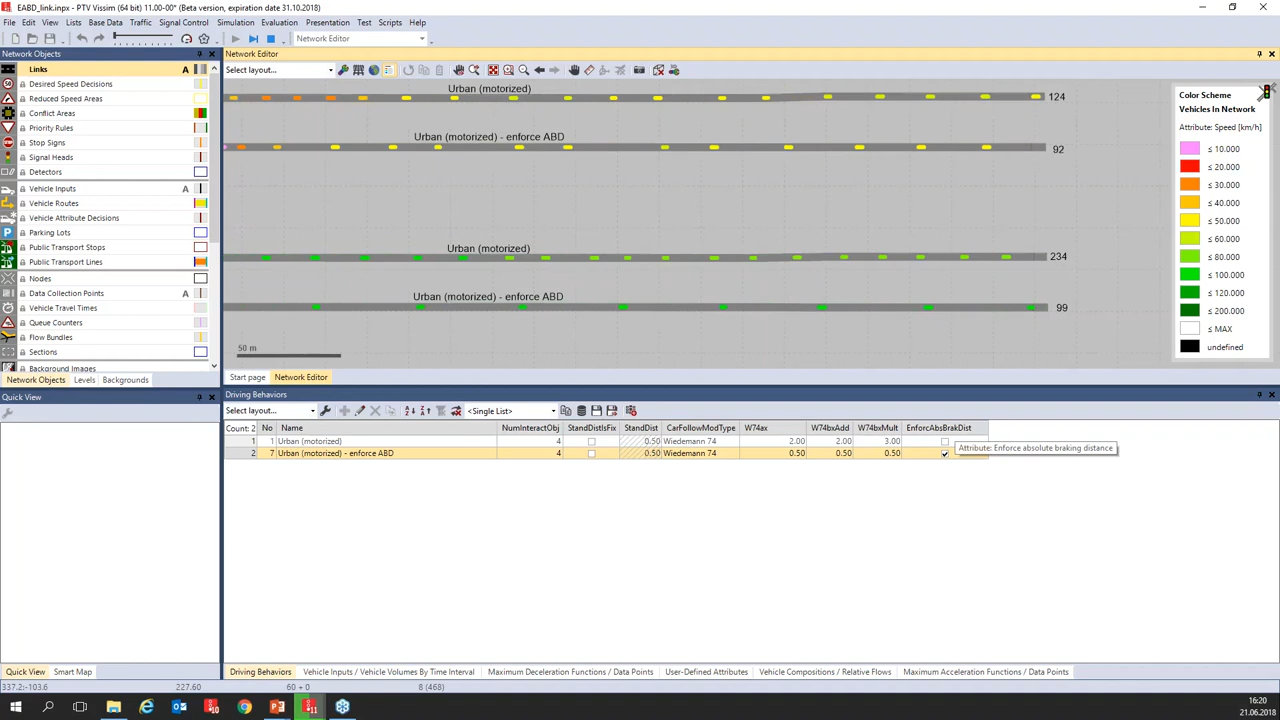 EABD_link.inpx - PTV Vissim (64 bit) 11.00-00* (Beta version, expiration date 31.10.2018)
File Edit View Lists Base Data Traffic Signal Control Simulation Evaluation Presentation Test Scripts Help
Network Editor
Network Objects
Links A
Desired Speed Decisions
Reduced Speed Areas
Conflict Areas
Priority Rules
Stop Signs
Signal Heads
Detectors
Vehicle Inputs A
Vehicle Routes
Vehicle Attribute Decisions
Parking Lots
Public Transport Stops
Public Transport Lines
Nodes
Data Collection Points A
Vehicle Travel Times
Queue Counters
Flow Bundles
Sections
Background Images
Network Objects Levels Backgrounds
Network Editor
Select layout...
Urban (motorized)
124
Urban (motorized) - enforce ABD
92
Urban (motorized)
234
Urban (motorized) - enforce ABD
99
50 m
Color Scheme
Vehicles In Network
Attribute: Speed [km/h]
≤ 10.000
≤ 20.000
≤ 30.000
≤ 40.000
≤ 50.000
≤ 60.000
≤ 80.000
≤ 100.000
≤ 120.000
≤ 200.000
≤ MAX
undefined
Start page Network Editor
Quick View
Quick View Smart Map
Driving Behaviors
Select layout... <Single List>
Count: 2 No Name NumInteractObj StandDistIsFix StandDist CarFollowModType W74ax W74bxAdd W74bxMult EnforcAbsBrakDist
1 1 Urban (motorized) 4 0.50 Wiedemann 74 2.00 2.00 3.00
2 7 Urban (motorized) - enforce ABD 4 0.50 Wiedemann 74 0.50 0.50 0.50
Attribute: Enforce absolute braking distance
Driving Behaviors Vehicle Inputs / Vehicle Volumes By Time Interval Maximum Deceleration Functions / Data Points User-Defined Attributes Vehicle Compositions / Relative Flows Maximum Acceleration Functions / Data Points
337.2:-103.6 227.60 60 + 0 8 (468)
16:20
21.06.2018